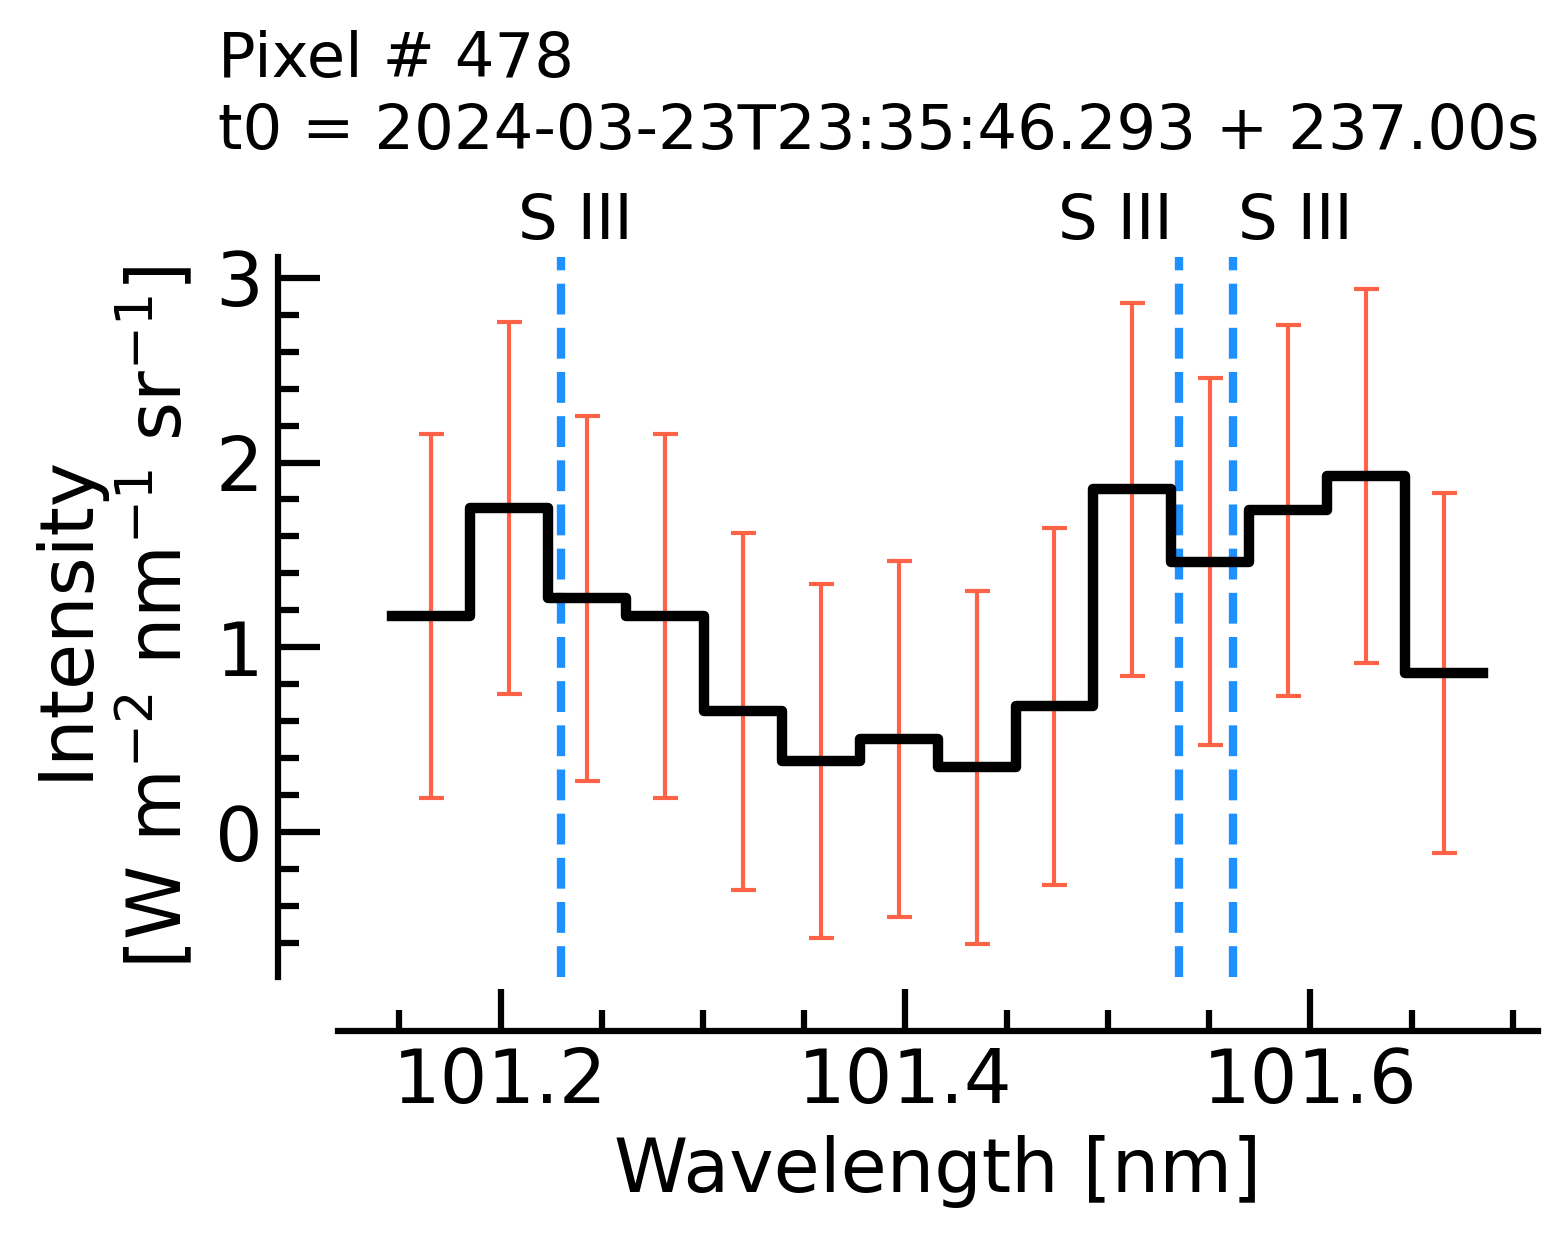 Pixel # 478
t0 = 2024-03-23T23:35:46.293 + 237.00s
S III S III S III
Intensity
[W m⁻² nm⁻¹ sr⁻¹]
3
2
1
0
101.2 101.4 101.6
Wavelength [nm]